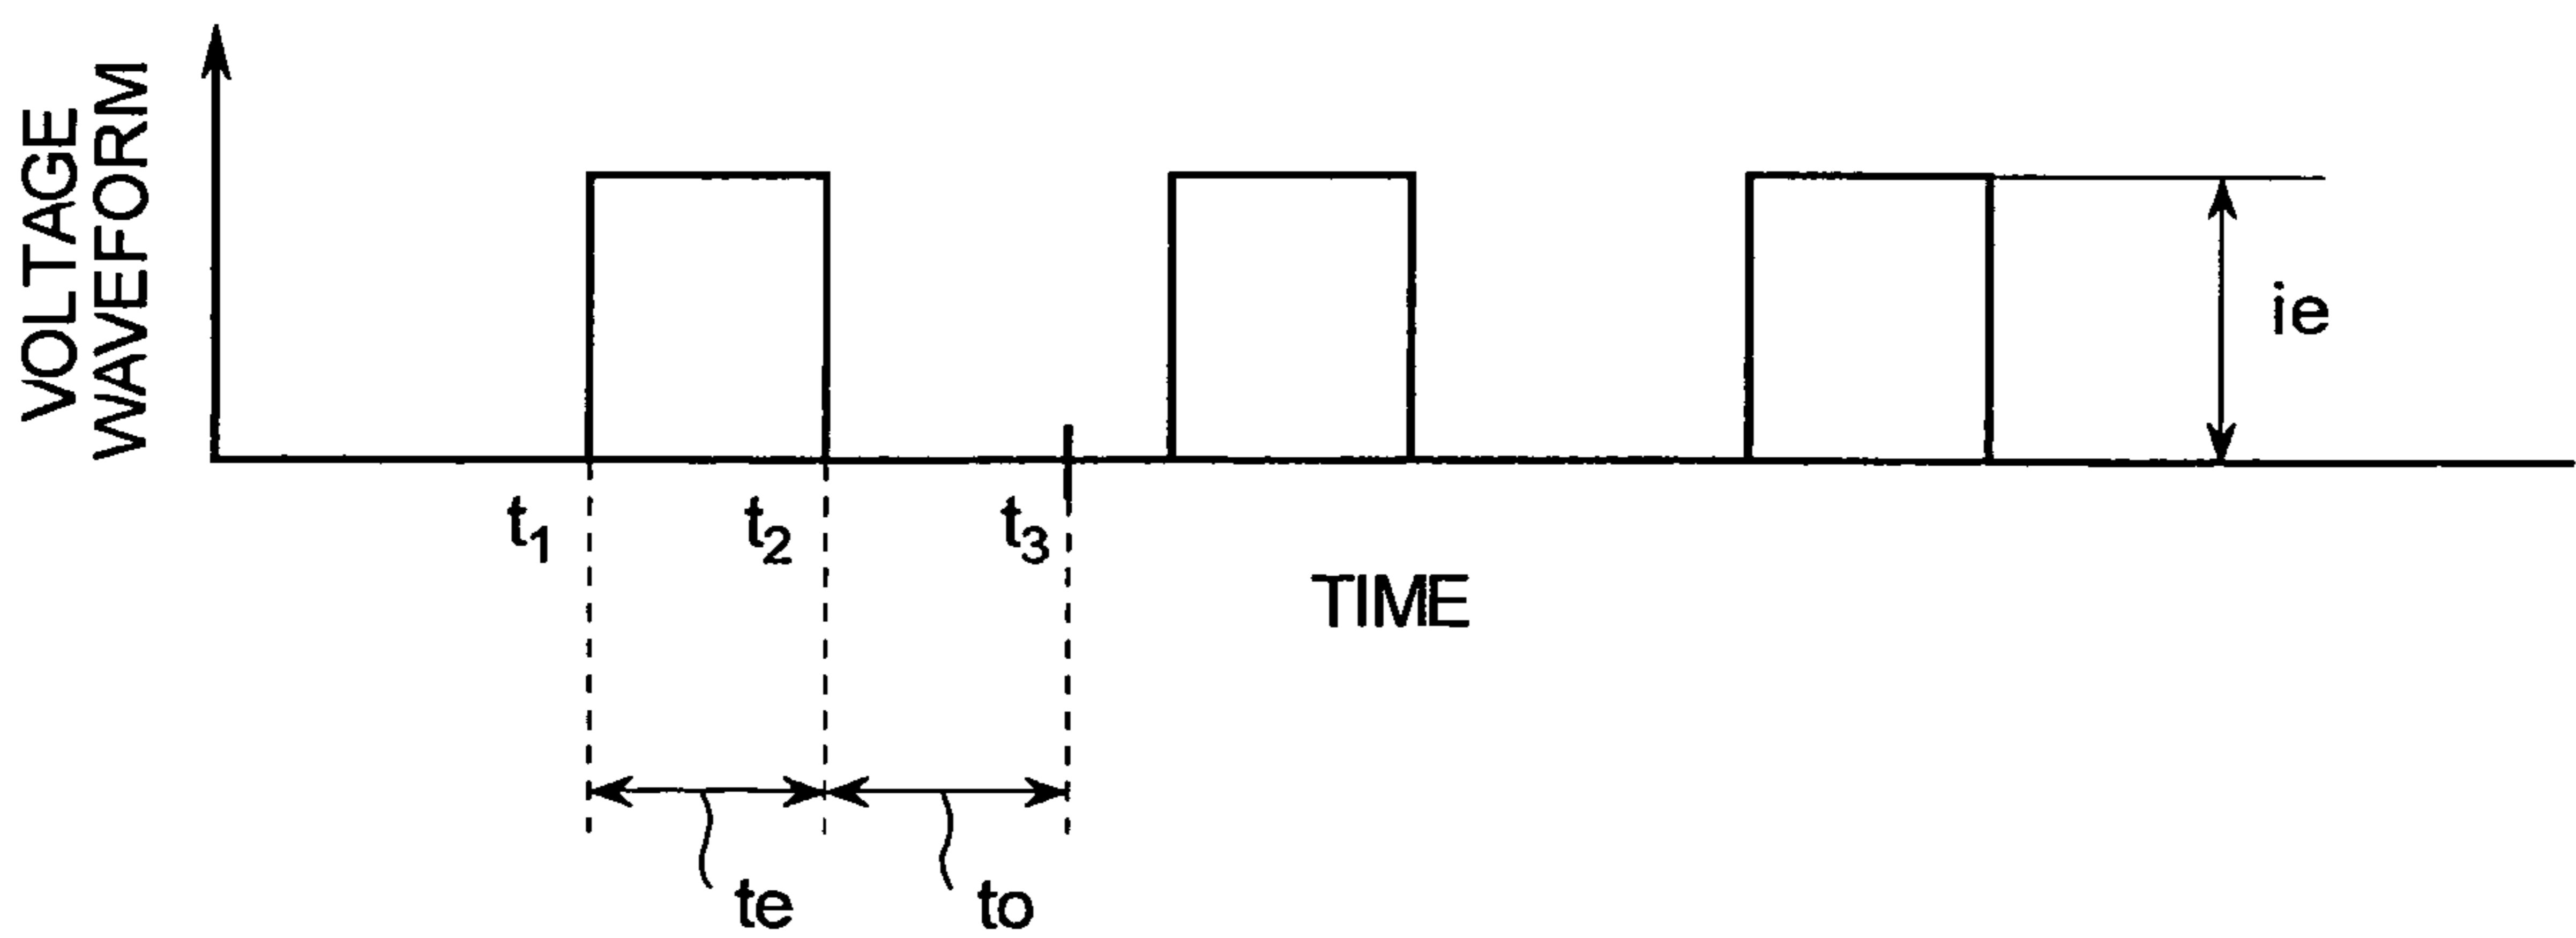 VOLTAGE
WAVEFORM
ie
t₁
t₂
t₃
TIME
te
to